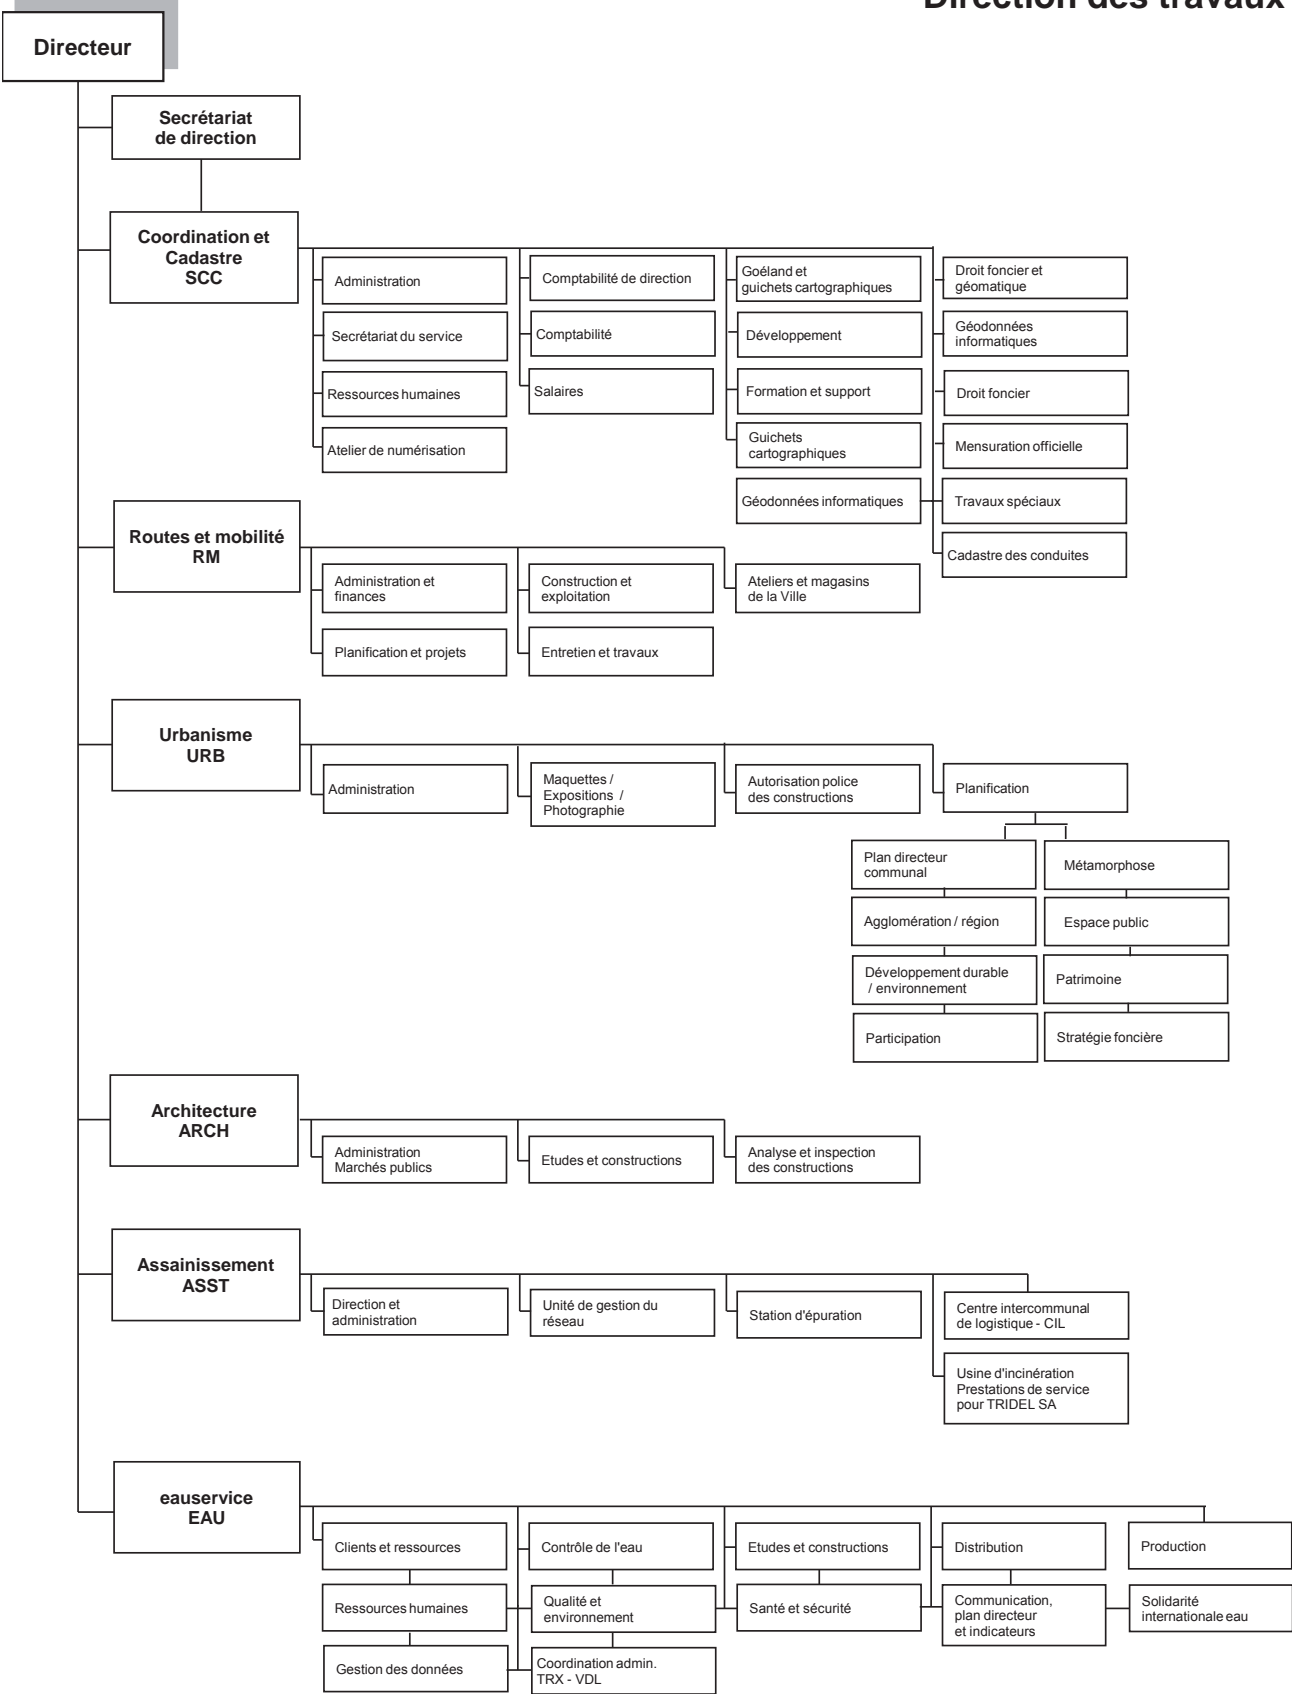 Direction des travaux
Directeur
Secrétariat
de direction
Coordination et
Cadastre
SCC
Administration
Secrétariat du service
Ressources humaines
Atelier de numérisation
Comptabilité de direction
Comptabilité
Salaires
Goéland et
guichets cartographiques
Développement
Formation et support
Guichets
cartographiques
Géodonnées informatiques
Droit foncier et
géomatique
Géodonnées
informatiques
Droit foncier
Mensuration officielle
Travaux spéciaux
Cadastre des conduites
Routes et mobilité
RM
Administration et
finances
Planification et projets
Construction et
exploitation
Entretien et travaux
Ateliers et magasins
de la Ville
Urbanisme
URB
Administration
Maquettes /
Expositions /
Photographie
Autorisation police
des constructions
Planification
Plan directeur
communal
Agglomération / région
Développement durable
/ environnement
Participation
Métamorphose
Espace public
Patrimoine
Stratégie foncière
Architecture
ARCH
Administration
Marchés publics
Etudes et constructions
Analyse et inspection
des constructions
Assainissement
ASST
Direction et
administration
Unité de gestion du
réseau
Station d'épuration
Centre intercommunal
de logistique - CIL
Usine d'incinération
Prestations de service
pour TRIDEL SA
eauservice
EAU
Clients et ressources
Ressources humaines
Gestion des données
Contrôle de l'eau
Qualité et
environnement
Coordination admin.
TRX - VDL
Etudes et constructions
Santé et sécurité
Distribution
Communication,
plan directeur
et indicateurs
Production
Solidarité
internationale eau